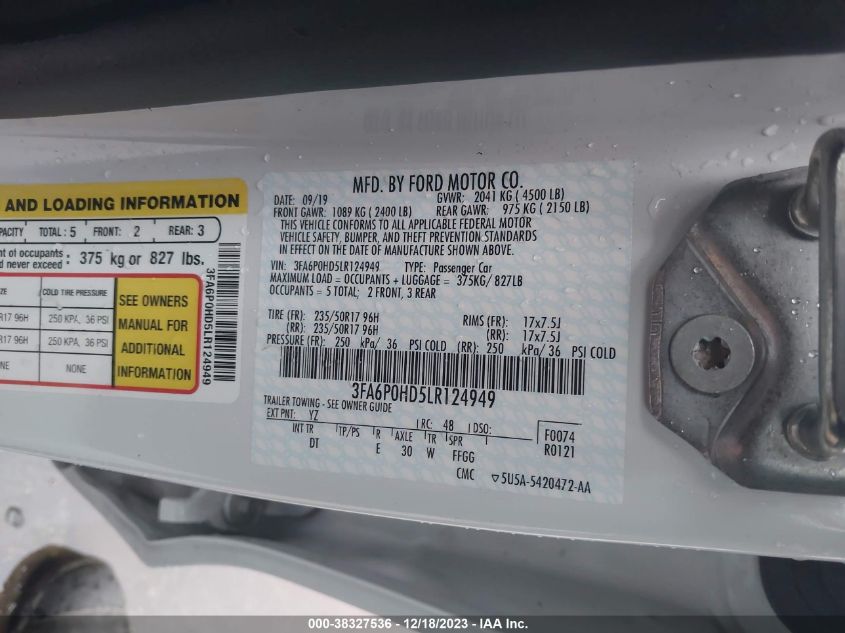 AND LOADING INFORMATION
TOTAL: 5 FRONT: 2 REAR: 3
of occupants
never exceed : 375 kg or 827 lbs.
COLD TIRE PRESSURE
R17 96H 250 KPA, 36 PSI
R17 96H 250 KPA, 36 PSI
NONE
SEE OWNERS
MANUAL FOR
ADDITIONAL
INFORMATION
3FA6P0HD5LR124949
MFD. BY FORD MOTOR CO.
DATE: 09/19 GVWR: 2041 KG ( 4500 LB)
FRONT GAWR: 1089 KG ( 2400 LB) REAR GAWR: 975 KG ( 2150 LB)
THIS VEHICLE CONFORMS TO ALL APPLICABLE FEDERAL MOTOR
VEHICLE SAFETY, BUMPER, AND THEFT PREVENTION STANDARDS
IN EFFECT ON THE DATE OF MANUFACTURE SHOWN ABOVE.
VIN: 3FA6P0HD5LR124949 TYPE: Passenger Car
MAXIMUM LOAD = OCCUPANTS + LUGGAGE = 375KG/ 827LB
OCCUPANTS = 5 TOTAL; 2 FRONT, 3 REAR
TIRE (FR): 235/50R17 96H RIMS (FR): 17x7.5J
(RR): 235/50R17 96H (RR): 17x7.5J
PRESSURE (FR): 250 kPa/ 36 PSI COLD (RR): 250 kPa/ 36 PSI COLD
3FA6P0HD5LR124949
TRAILER TOWING - SEE OWNER GUIDE
EXT PNT: YZ RC: 48 DSO:
INT TR TP/PS R AXLE TR SPR
DT E 30 W FFGG
F0074
R0121
CMC 5U5A-5420472-AA
000-38327536 - 12/18/2023 - IAA Inc.